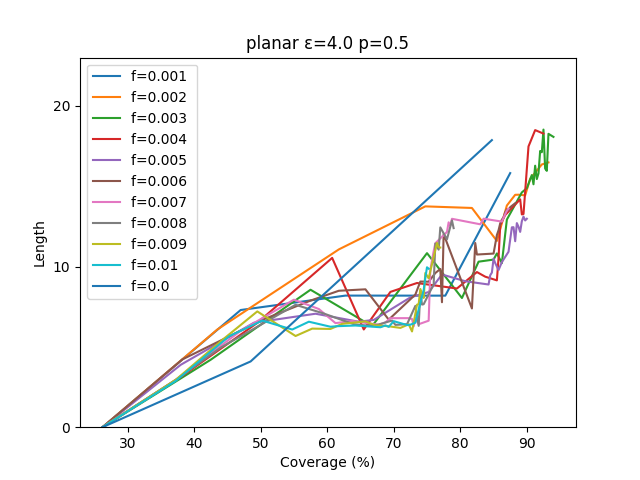 planar ε=4.0 p=0.5
f=0.001
f=0.002
f=0.003
f=0.004
f=0.005
f=0.006
f=0.007
f=0.008
f=0.009
f=0.01
f=0.0
20
10
0
Length
30 40 50 60 70 80 90
Coverage (%)